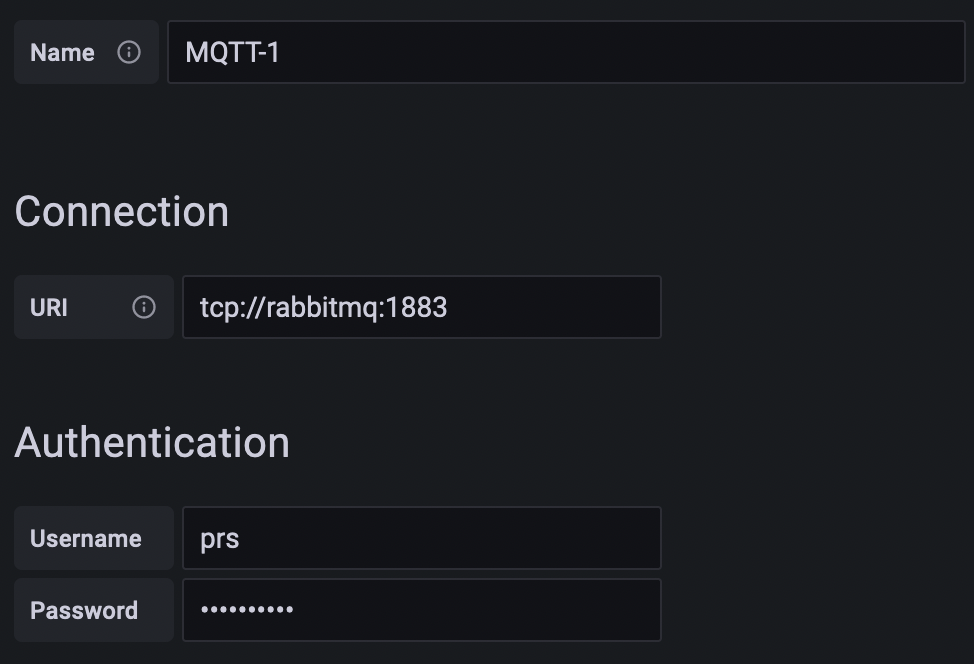 Name MQTT-1
Connection
URI tcp://rabbitmq:1883
Authentication
Username prs
Password ••••••••••